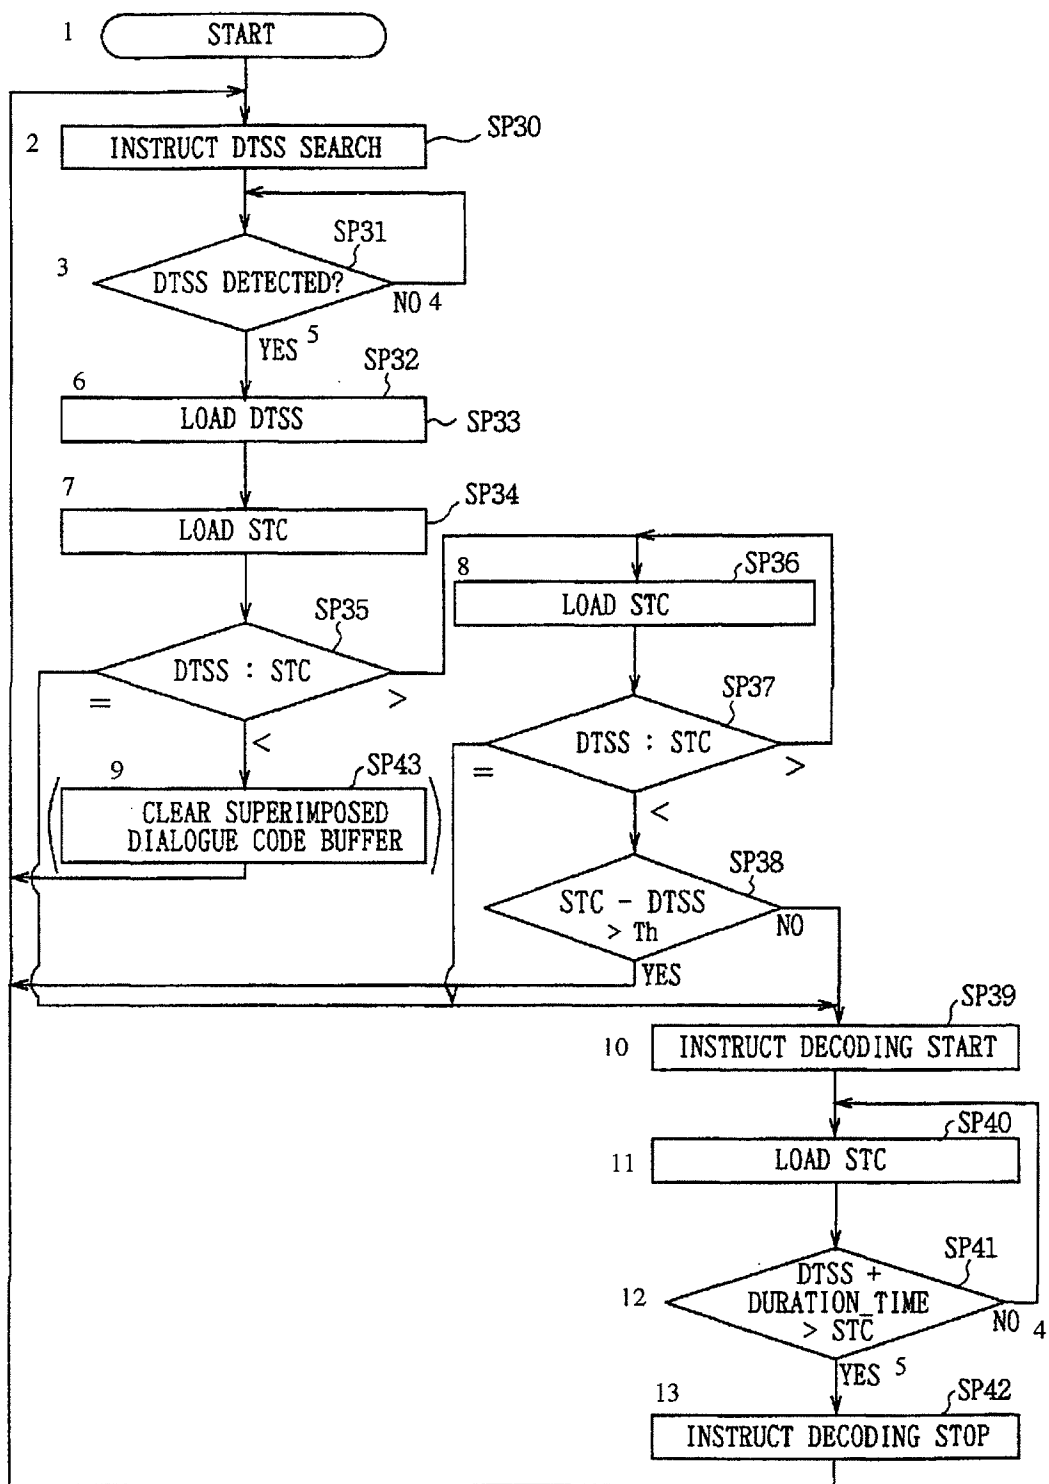 1 START
SP30
2 INSTRUCT DTSS SEARCH
SP31
3 DTSS DETECTED?
NO 4
YES 5
SP32
6
LOAD DTSS SP33
7 SP34
LOAD STC
8 SP36
LOAD STC
SP35
DTSS : STC
= >
<
SP37
DTSS : STC
= >
<
9 SP43
( CLEAR SUPERIMPOSED
DIALOGUE CODE BUFFER )
SP38
STC - DTSS
> Th
NO
YES
SP39
10 INSTRUCT DECODING START
SP40
11 LOAD STC
SP41
12 DTSS +
DURATION_TIME
> STC
NO 4
YES 5
13 SP42
INSTRUCT DECODING STOP